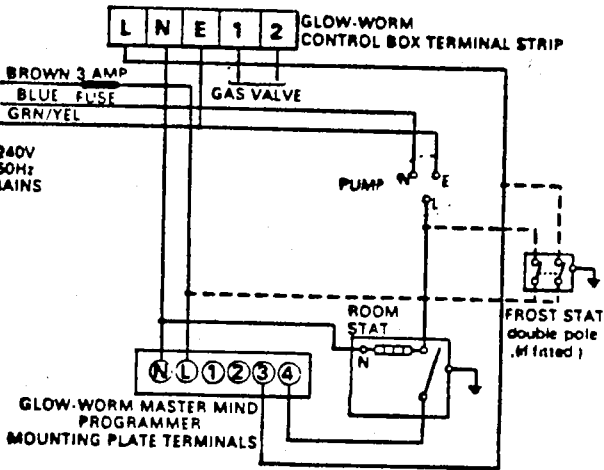 L N E 1 2
GLOW-WORM
CONTROL BOX TERMINAL STRIP
BROWN 3 AMP
BLUE FUSE
GRN/YEL
GAS VALVE
240V
50Hz
MAINS
PUMP N E
L
ROOM
STAT
N
FROST STAT
double pole
(if fitted)
N L 1 2 3 4
GLOW-WORM MASTER MIND
PROGRAMMER
MOUNTING PLATE TERMINALS